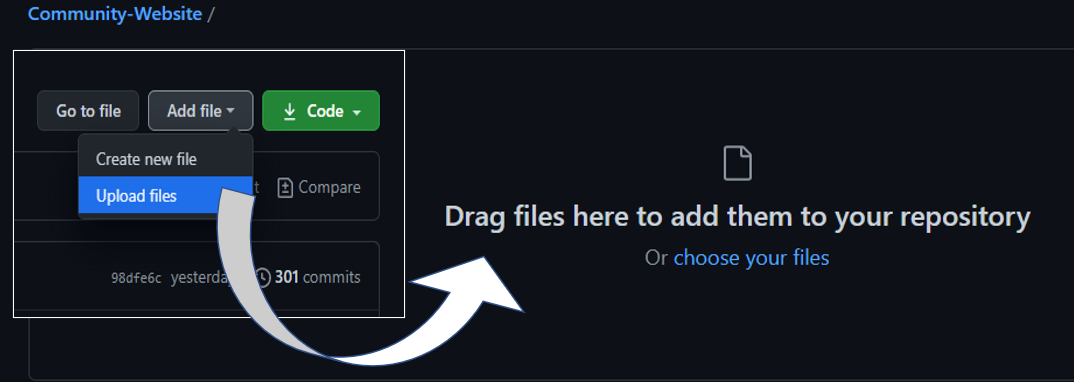 Community-Website /
Go to file
Add file
Code
Create new file
Upload files
Compare
98dfe6c
301 commits
Drag files here to add them to your repository
Or choose your files